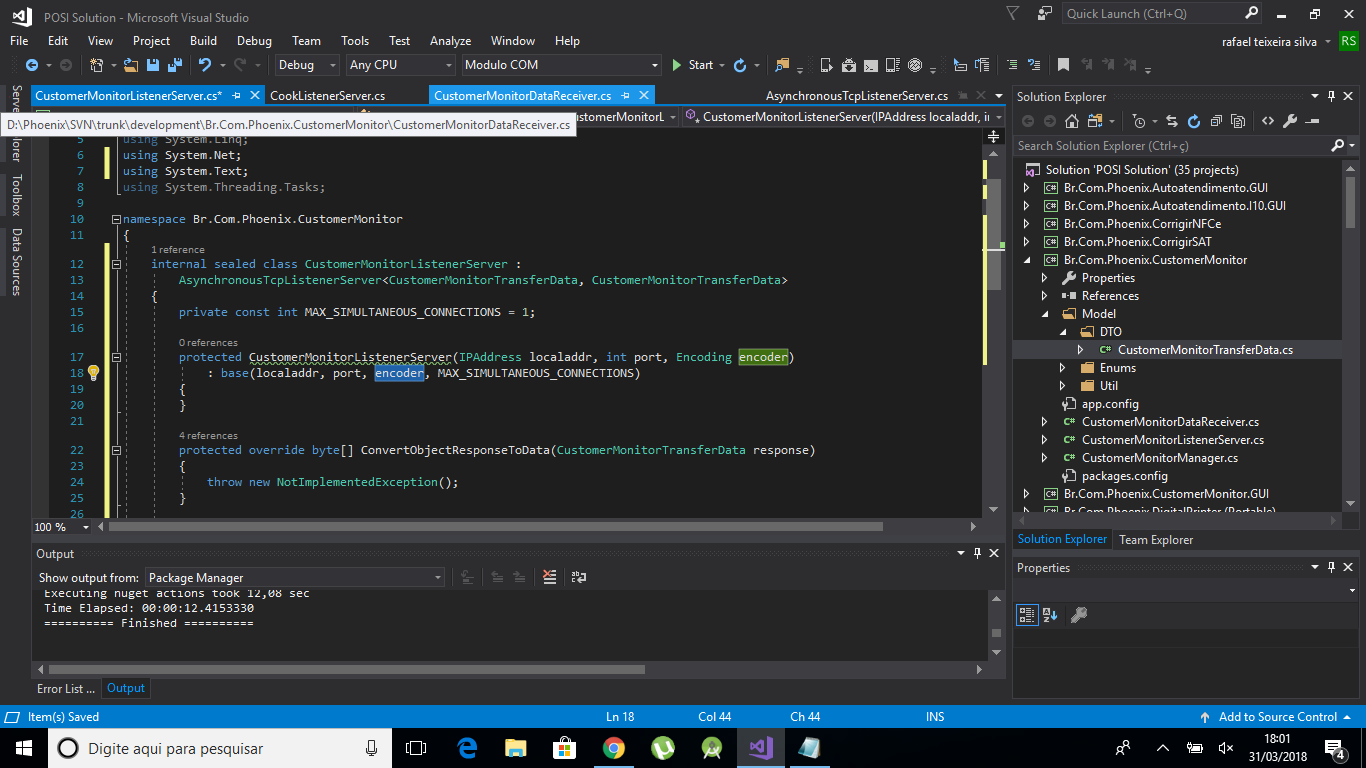 POSI Solution - Microsoft Visual Studio
Quick Launch (Ctrl+Q)
File Edit View Project Build Debug Team Tools Test Analyze Window Help
rafael teixeira silva RS
Debug Any CPU Modulo COM Start
CustomerMonitorListenerServer.cs* CookListenerServer.cs CustomerMonitorDataReceiver.cs AsynchronousTcpListenerServer.cs
D:\Phoenix\SVN\trunk\development\Br.Com.Phoenix.CustomerMonitor\CustomerMonitorDataReceiver.cs
ustomerMonitorL CustomerMonitorListenerServer(IPAddress localaddr, i
Toolbox
Data Sources
5 using System.Linq;
6 using System.Net;
7 using System.Text;
8 using System.Threading.Tasks;
9
10 namespace Br.Com.Phoenix.CustomerMonitor
11 {
1 reference
12 internal sealed class CustomerMonitorListenerServer :
13 AsynchronousTcpListenerServer<CustomerMonitorTransferData, CustomerMonitorTransferData>
14 {
15 private const int MAX_SIMULTANEOUS_CONNECTIONS = 1;
16
0 references
17 protected CustomerMonitorListenerServer(IPAddress localaddr, int port, Encoding encoder)
18 : base(localaddr, port, encoder, MAX_SIMULTANEOUS_CONNECTIONS)
19 {
20 }
21
4 references
22 protected override byte[] ConvertObjectResponseToData(CustomerMonitorTransferData response)
23 {
24 throw new NotImplementedException();
25 }
26
100 %
Output
Show output from: Package Manager
Executing nuget actions took 12,08 sec
Time Elapsed: 00:00:12.4153330
========== Finished ==========
Error List ... Output
Solution Explorer
Search Solution Explorer (Ctrl+ç)
Solution 'POSI Solution' (35 projects)
C# Br.Com.Phoenix.Autoatendimento.GUI
C# Br.Com.Phoenix.Autoatendimento.I10.GUI
C# Br.Com.Phoenix.CorrigirNFCe
C# Br.Com.Phoenix.CorrigirSAT
C# Br.Com.Phoenix.CustomerMonitor
Properties
References
Model
DTO
C# CustomerMonitorTransferData.cs
Enums
Util
app.config
C# CustomerMonitorDataReceiver.cs
C# CustomerMonitorListenerServer.cs
C# CustomerMonitorManager.cs
packages.config
C# Br.Com.Phoenix.CustomerMonitor.GUI
C# Br.Com.Phoenix.DigitalPrinter (Portable)
Solution Explorer Team Explorer
Properties
Item(s) Saved Ln 18 Col 44 Ch 44 INS Add to Source Control
Digite aqui para pesquisar
18:01
31/03/2018
4